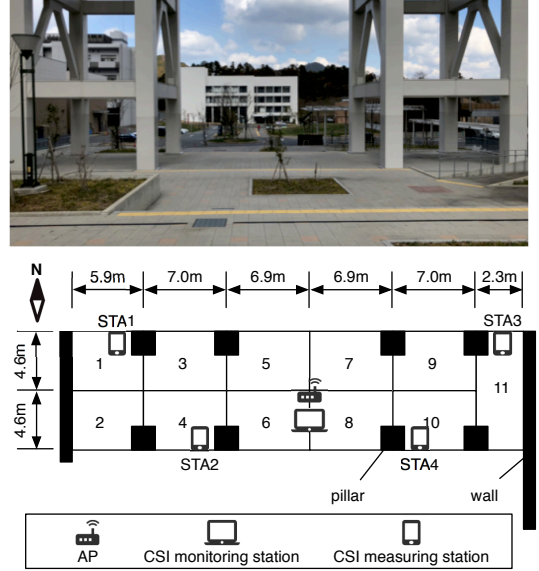 N
5.9m 7.0m 6.9m 6.9m 7.0m 2.3m
STA1 STA3
4.6m 1 3 5 7 9
11
4.6m 2 4 6 8 10
STA2 STA4
pillar wall
AP CSI monitoring station CSI measuring station